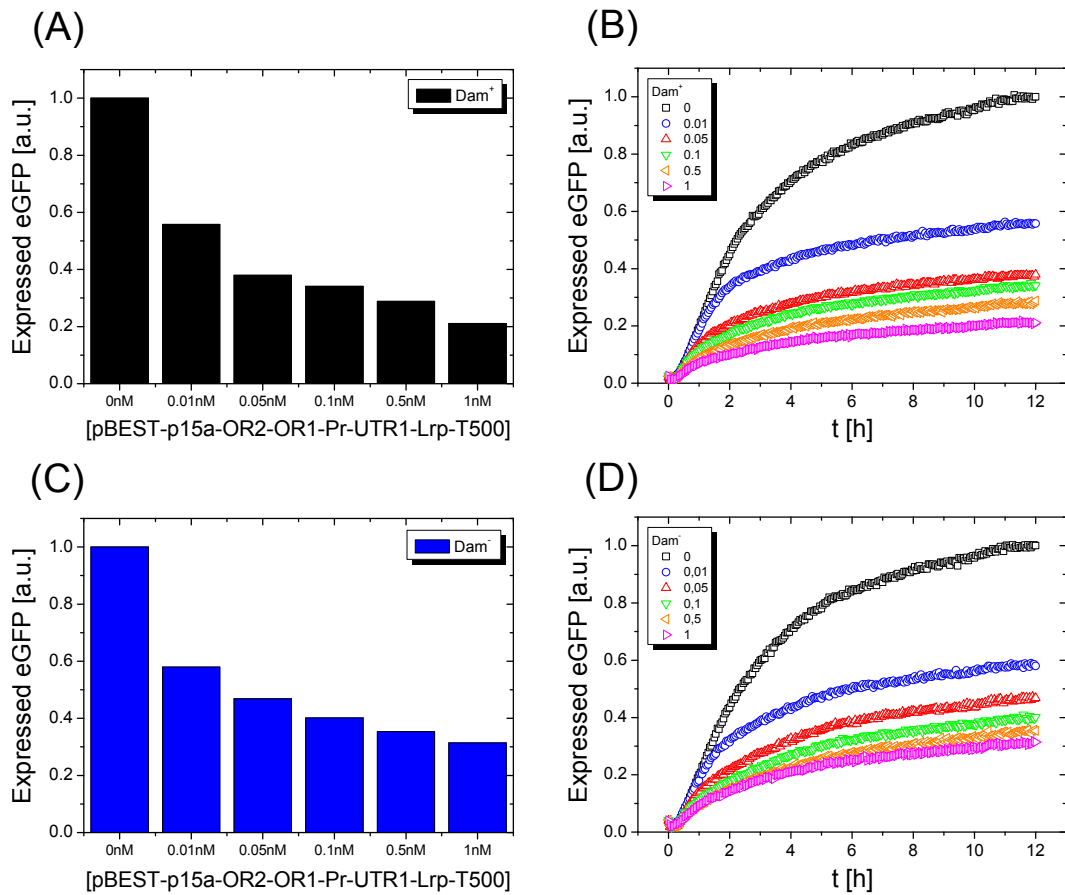 (A)
Expressed eGFP [a.u.]
1.0
0.8
0.6
0.4
0.2
0.0
Dam⁺
0nM 0.01nM 0.05nM 0.1nM 0.5nM 1nM
[pBEST-p15a-OR2-OR1-Pr-UTR1-Lrp-T500]
(B)
Expressed eGFP [a.u.]
1.0
0.8
0.6
0.4
0.2
0.0
Dam⁺
0
0.01
0.05
0.1
0.5
1
0 2 4 6 8 10 12
t [h]
(C)
Expressed eGFP [a.u.]
1.0
0.8
0.6
0.4
0.2
0.0
Dam⁻
0nM 0.01nM 0.05nM 0.1nM 0.5nM 1nM
[pBEST-p15a-OR2-OR1-Pr-UTR1-Lrp-T500]
(D)
Expressed eGFP [a.u.]
1.0
0.8
0.6
0.4
0.2
0.0
Dam⁻
0
0,01
0,05
0,1
0,5
1
0 2 4 6 8 10 12
t [h]